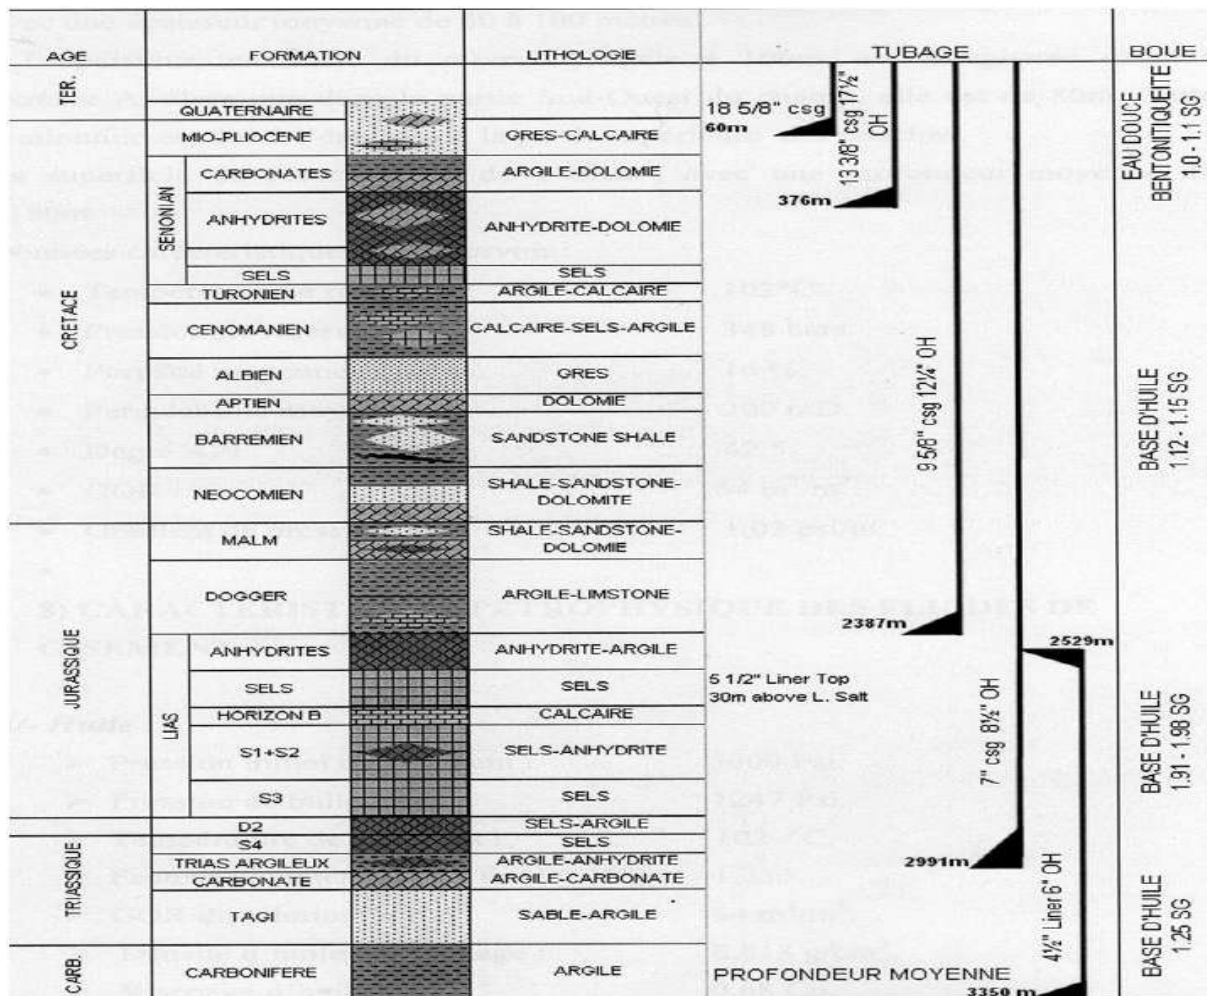 AGE FORMATION LITHOLOGIE TUBAGE BOUE
TER.
QUATERNAIRE
MIO-PLIOCENE GRES-CALCAIRE
18 5/8" csg
60m
13 3/8" csg 17½" OH
376m
EAU DOUCE
BENTONITIQUETE
1.0 - 1.1 SG
CRETACE
SENONIAN
CARBONATES ARGILE-DOLOMIE
ANHYDRITES ANHYDRITE-DOLOMIE
SELS SELS
TURONIEN ARGILE-CALCAIRE
CENOMANIEN CALCAIRE-SELS-ARGILE
ALBIEN GRES
APTIEN DOLOMIE
BARREMIEN SANDSTONE SHALE
NEOCOMIEN SHALE-SANDSTONE-
DOLOMITE
9 5/8" csg 12¼" OH
BASE D'HUILE
1.12 - 1.15 SG
JURASSIQUE
MALM SHALE-SANDSTONE-
DOLOMIE
DOGGER ARGILE-LIMSTONE
2387m
2529m
LIAS
ANHYDRITES ANHYDRITE-ARGILE
SELS SELS
5 1/2" Liner Top
30m above L. Salt
HORIZON B CALCAIRE
S1+S2 SELS-ANHYDRITE
S3 SELS
7" csg 8½" OH
BASE D'HUILE
1.91 - 1.98 SG
TRIASSIQUE
D2 SELS-ARGILE
S4 SELS
TRIAS ARGILEUX ARGILE-ANHYDRITE
2991m
CARBONATE ARGILE-CARBONATE
TAGI SABLE-ARGILE
4½" Liner 6" OH
BASE D'HUILE
1.25 SG
CARB.
CARBONIFERE ARGILE
PROFONDEUR MOYENNE
3350 m